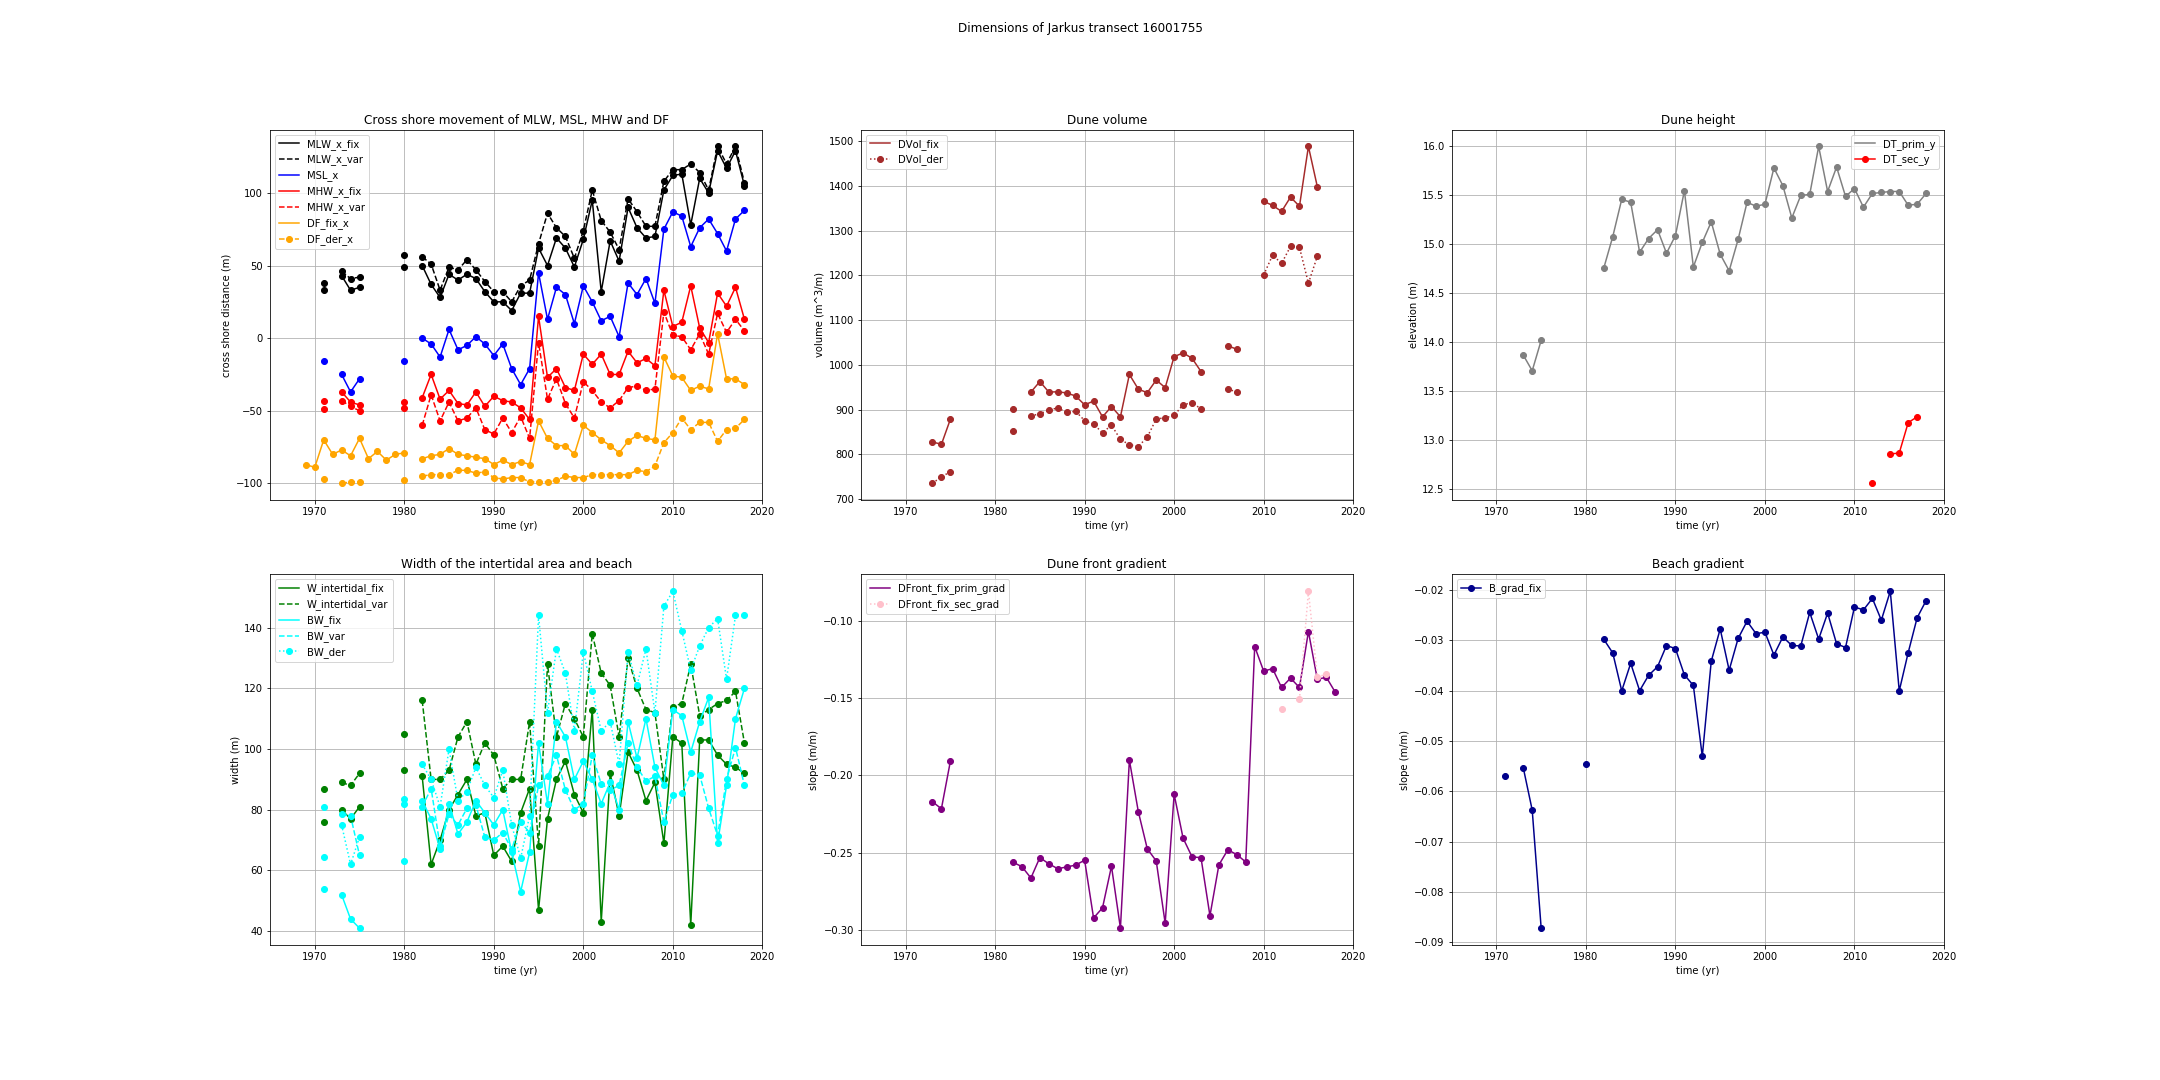 Dimensions of Jarkus transect 16001755
Cross shore movement of MLW, MSL, MHW and DF
MLW_x_fix
MLW_x_var
MSL_x
MHW_x_fix
MHW_x_var
DF_fix_x
DF_der_x
cross shore distance (m)
100
50
0
−50
−100
1970 1980 1990 2000 2010 2020
time (yr)
Dune volume
DVol_fix
DVol_der
volume (m^3/m)
1500
1400
1300
1200
1100
1000
900
800
700
1970 1980 1990 2000 2010 2020
time (yr)
Dune height
DT_prim_y
DT_sec_y
elevation (m)
16.0
15.5
15.0
14.5
14.0
13.5
13.0
12.5
1970 1980 1990 2000 2010 2020
time (yr)
Width of the intertidal area and beach
W_intertidal_fix
W_intertidal_var
BW_fix
BW_var
BW_der
width (m)
140
120
100
80
60
40
1970 1980 1990 2000 2010 2020
time (yr)
Dune front gradient
DFront_fix_prim_grad
DFront_fix_sec_grad
slope (m/m)
−0.10
−0.15
−0.20
−0.25
−0.30
1970 1980 1990 2000 2010 2020
time (yr)
Beach gradient
B_grad_fix
slope (m/m)
−0.02
−0.03
−0.04
−0.05
−0.06
−0.07
−0.08
−0.09
1970 1980 1990 2000 2010 2020
time (yr)